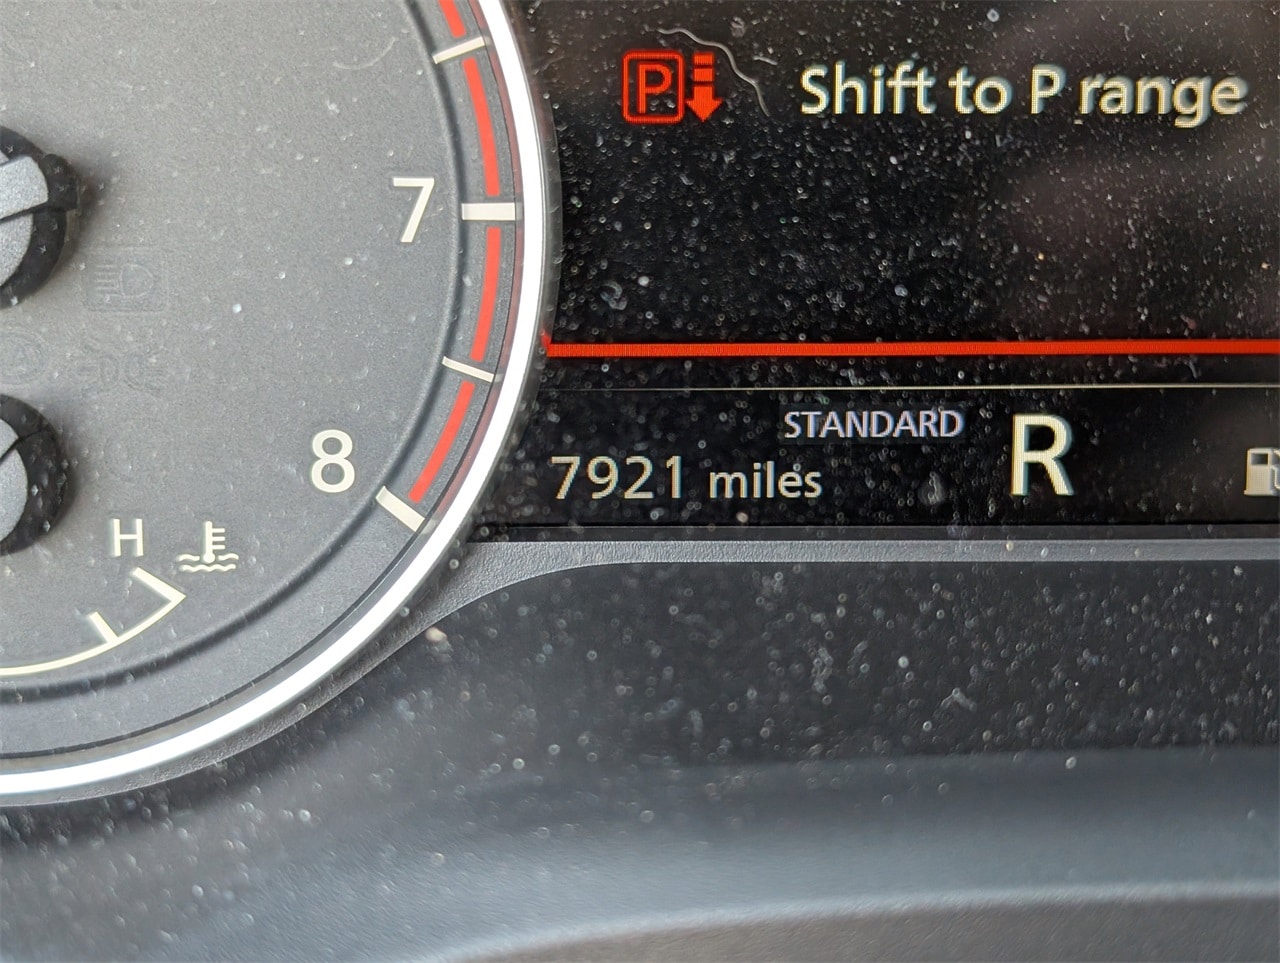 P Shift to P range
7
STANDARD R
8 7921 miles
H